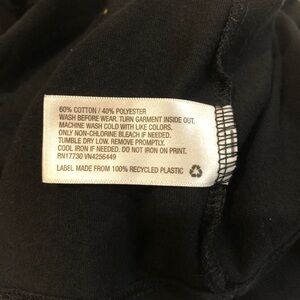 60% COTTON / 40% POLYESTER
WASH BEFORE WEAR. TURN GARMENT INSIDE OUT,
MACHINE WASH COLD WITH LIKE COLORS.
ONLY NON-CHLORINE BLEACH IF NEEDED.
TUMBLE DRY LOW. REMOVE PROMPTLY.
COOL IRON IF NEEDED. DO NOT IRON ON PRINT.
RN17730 VN4256449
LABEL MADE FROM 100% RECYCLED PLASTIC